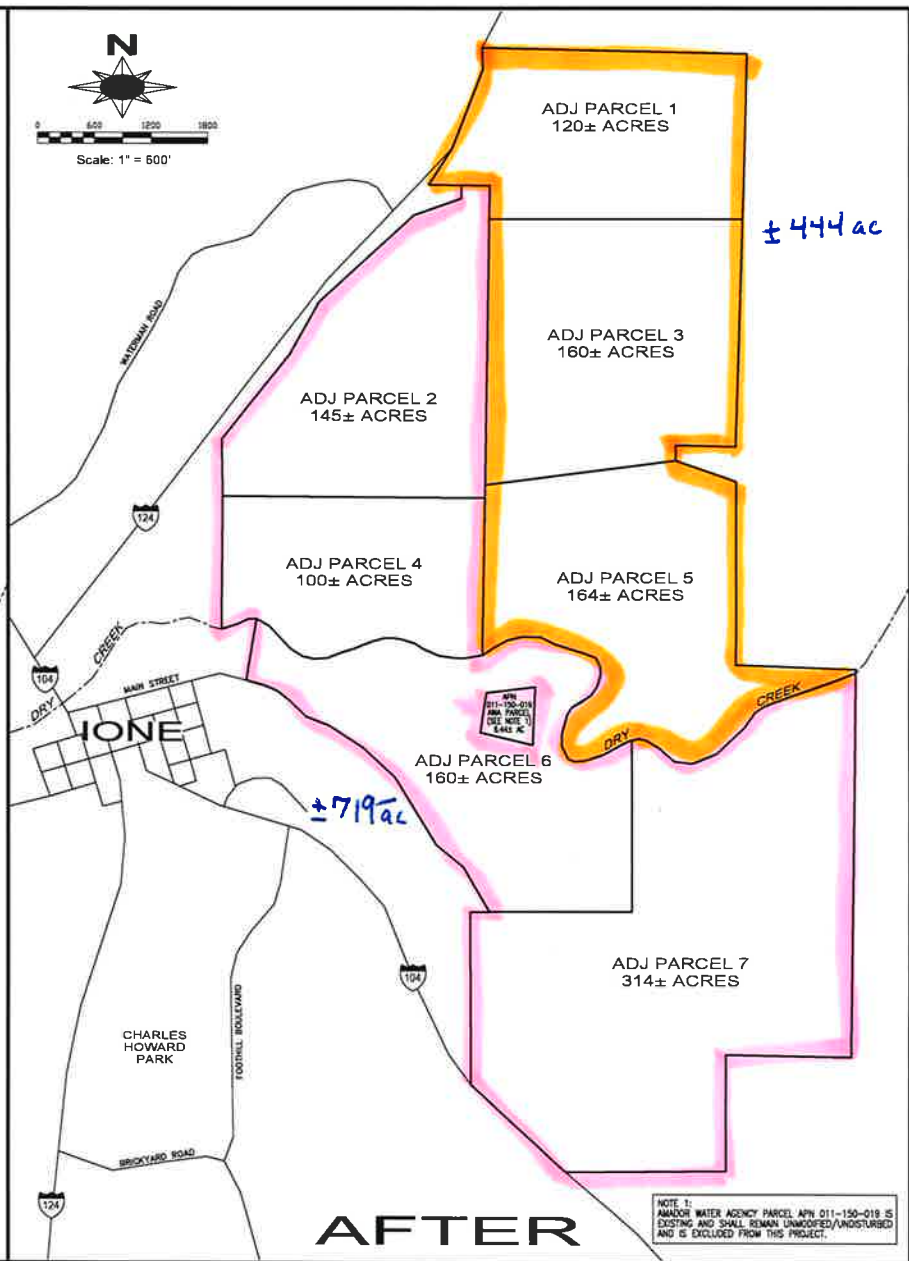 N
0 600 1200 1800
Scale: 1" = 600'
ADJ PARCEL 1
120± ACRES
± 444 ac
WATERMAN ROAD
ADJ PARCEL 3
160± ACRES
ADJ PARCEL 2
145± ACRES
124
ADJ PARCEL 4
100± ACRES
ADJ PARCEL 5
164± ACRES
DRY CREEK
104
MAIN STREET
IONE
APN
011-150-019
AWA PARCEL
(SEE NOTE 1)
AC
DRY CREEK
ADJ PARCEL 6
160± ACRES
± 719 ac
ADJ PARCEL 7
314± ACRES
104
CHARLES
HOWARD
PARK
FOOTHILL BOULEVARD
BRICKYARD ROAD
124
AFTER
NOTE 1:
AMADOR WATER AGENCY PARCEL APN 011-150-019 IS
EXISTING AND SHALL REMAIN UNMODIFIED/UNDISTURBED
AND IS EXCLUDED FROM THIS PROJECT.